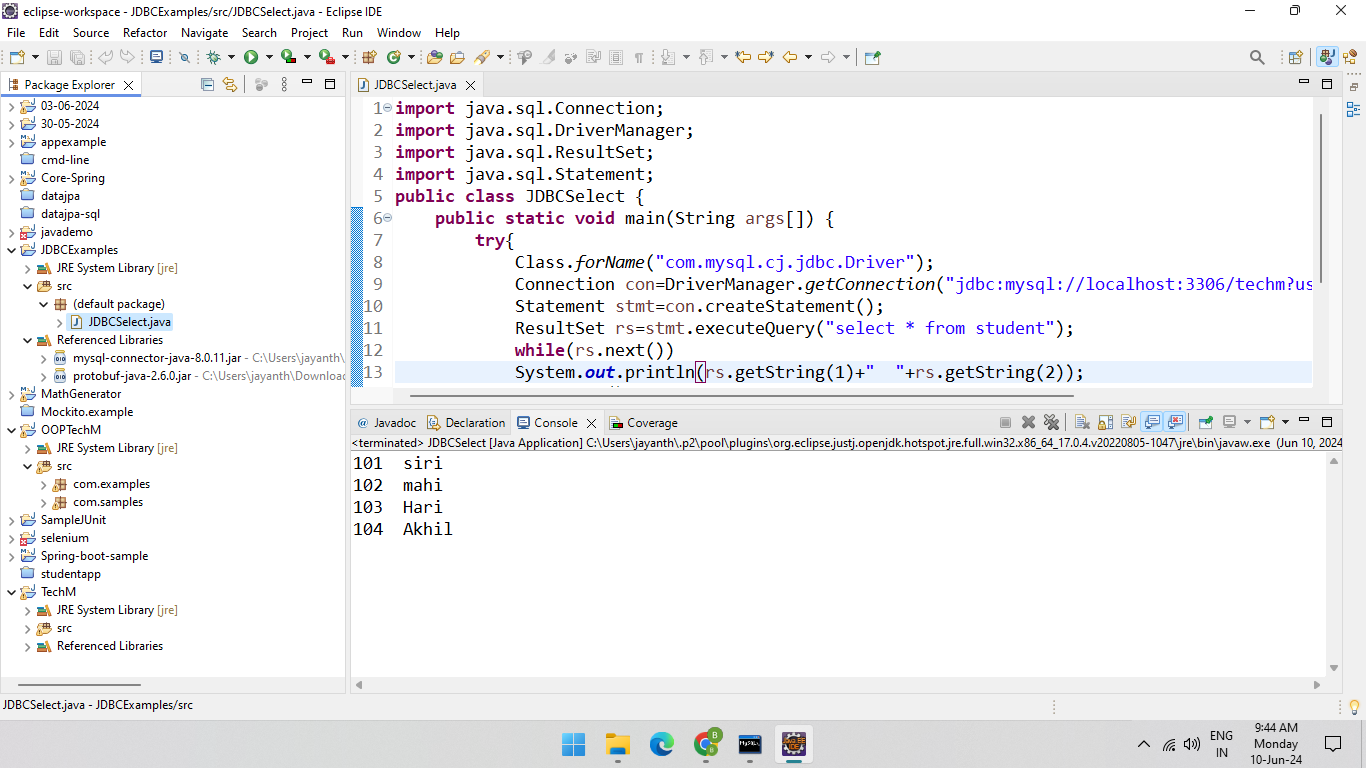 eclipse-workspace - JDBCExamples/src/JDBCSelect.java - Eclipse IDE
File Edit Source Refactor Navigate Search Project Run Window Help
Package Explorer
03-06-2024
30-05-2024
appexample
cmd-line
Core-Spring
datajpa
datajpa-sql
javademo
JDBCExamples
JRE System Library [jre]
src
(default package)
JDBCSelect.java
Referenced Libraries
mysql-connector-java-8.0.11.jar - C:\Users\jayanth\
protobuf-java-2.6.0.jar - C:\Users\jayanth\Downloac
MathGenerator
Mockito.example
OOPTechM
JRE System Library [jre]
src
com.examples
com.samples
SampleJUnit
selenium
Spring-boot-sample
studentapp
TechM
JRE System Library [jre]
src
Referenced Libraries
JDBCSelect.java
1 import java.sql.Connection;
2 import java.sql.DriverManager;
3 import java.sql.ResultSet;
4 import java.sql.Statement;
5 public class JDBCSelect {
6 public static void main(String args[]) {
7 try{
8 Class.forName("com.mysql.cj.jdbc.Driver");
9 Connection con=DriverManager.getConnection("jdbc:mysql://localhost:3306/techm?us
10 Statement stmt=con.createStatement();
11 ResultSet rs=stmt.executeQuery("select * from student");
12 while(rs.next())
13 System.out.println(rs.getString(1)+"  "+rs.getString(2));
@ Javadoc Declaration Console Coverage
<terminated> JDBCSelect [Java Application] C:\Users\jayanth\.p2\pool\plugins\org.eclipse.justj.openjdk.hotspot.jre.full.win32.x86_64_17.0.4.v20220805-1047\jre\bin\javaw.exe (Jun 10, 2024
101  siri
102  mahi
103  Hari
104  Akhil
JDBCSelect.java - JDBCExamples/src
ENG
IN
9:44 AM
Monday
10-Jun-24